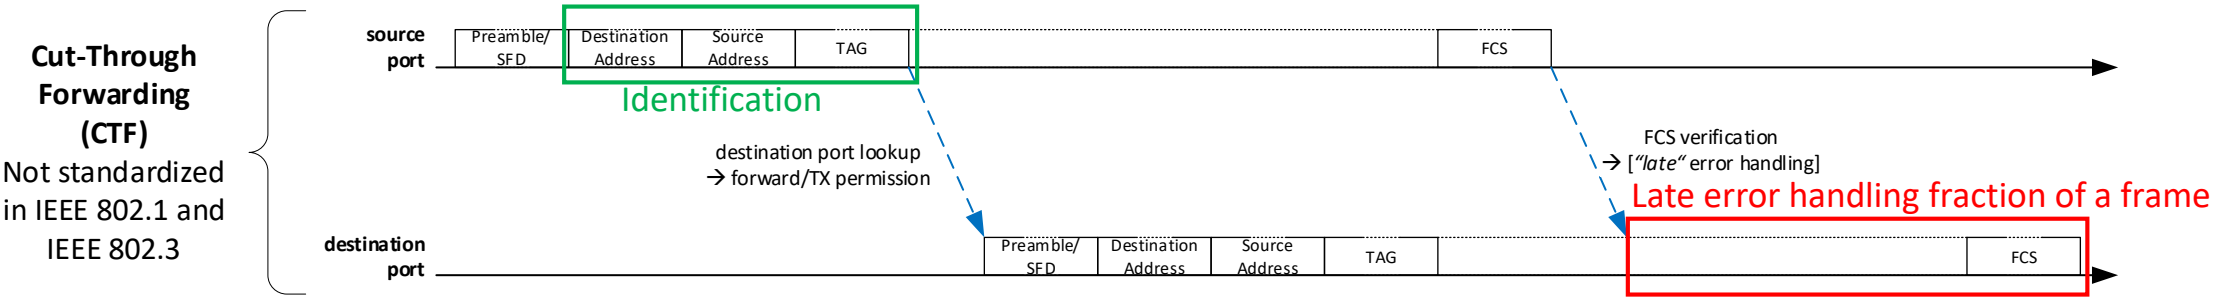 Cut-Through
Forwarding
(CTF)
Not standardized
in IEEE 802.1 and
IEEE 802.3
source
port
Preamble/
SFD
Destination
Address
Source
Address
TAG
FCS
Identification
destination port lookup
→ forward/TX permission
FCS verification
→ [“late“ error handling]
Late error handling fraction of a frame
destination
port
Preamble/
SFD
Destination
Address
Source
Address
TAG
FCS